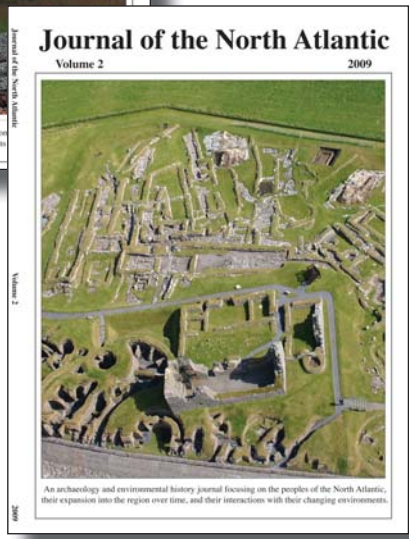 Journal of the North Atlantic
Volume 2 2009
An archaeology and environmental history journal focusing on the peoples of the North Atlantic,
their expansion into the region over time, and their interactions with their changing environments.
Journal of the North Atlantic
Volume 2
2009